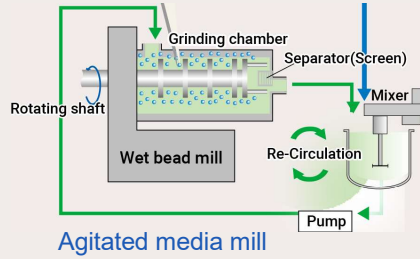 Grinding chamber
Separator(Screen)
Mixer
Rotating shaft
Wet bead mill
Re-Circulation
Pump
Agitated media mill